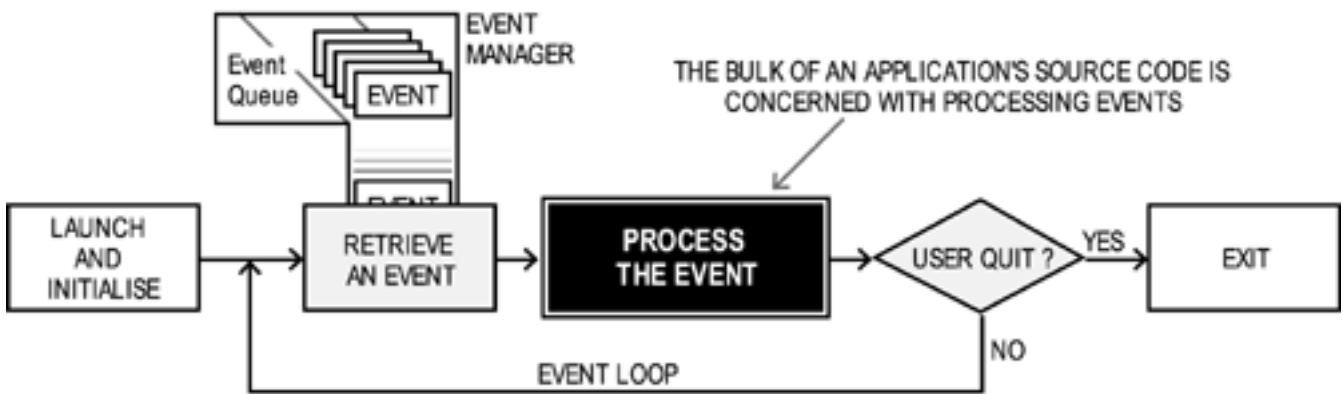 EVENT
MANAGER
Event
Queue
EVENT
THE BULK OF AN APPLICATION'S SOURCE CODE IS
CONCERNED WITH PROCESSING EVENTS
EVENT
LAUNCH
AND
INITIALISE
RETRIEVE
AN EVENT
PROCESS
THE EVENT
USER QUIT ?
YES
EXIT
NO
EVENT LOOP